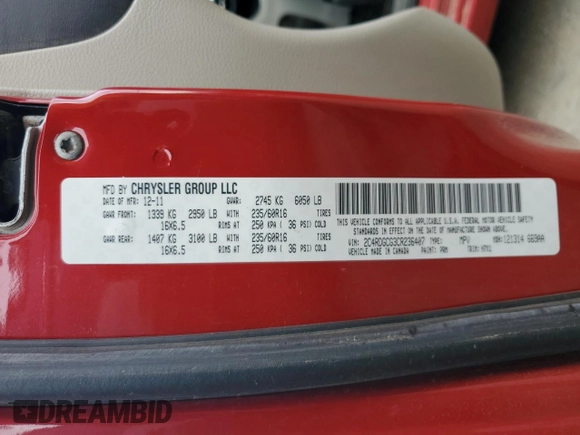 MFD BY CHRYSLER GROUP LLC
DATE OF MFR: 12-11 GVWR: 2745 KG 6050 LB
GAWR FRONT: 1339 KG 2950 LB WITH 235/60R16 TIRES
16X6.5 RIMS AT 250 KPA ( 36 PSI) COLD
GAWR REAR: 1407 KG 3100 LB WITH 235/60R16 TIRES
16X6.5 RIMS AT 250 KPA ( 36 PSI) COLD
THIS VEHICLE CONFORMS TO ALL APPLICABLE U.S.A. FEDERAL MOTOR VEHICLE SAFETY
STANDARDS IN EFFECT ON THE DATE OF MANUFACTURE SHOWN ABOVE.
VIN: 2C4RDGCG3CR236407 TYPE: MPV MDH: 121314 663AA
VEHICLE MADE IN CANADA PAINT: PRM TRIM:
DREAMBID